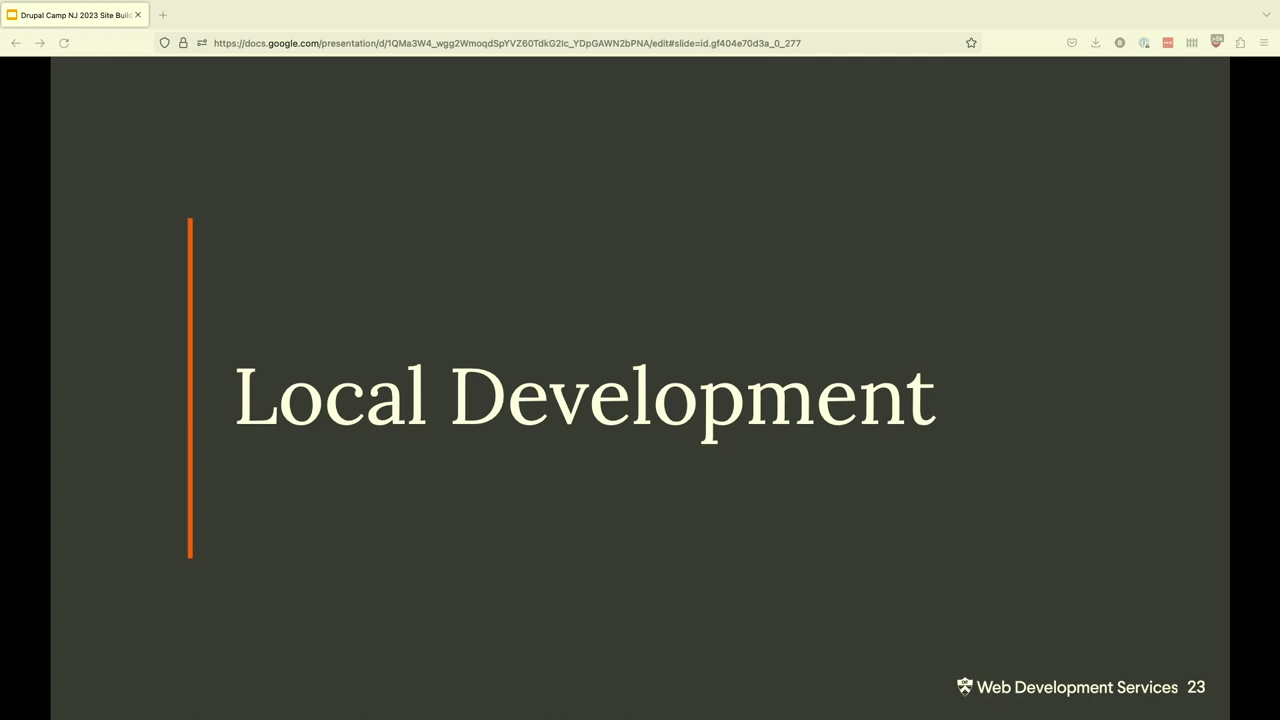 Drupal Camp NJ 2023 Site Buil
https://docs.google.com/presentation/d/1QMa3W4_wgg2WmoqdSpYVZ60TdkG2lc_YDpGAWN2bPNA/edit#slide=id.gf404e70d3a_0_277
Local Development
Web Development Services 23